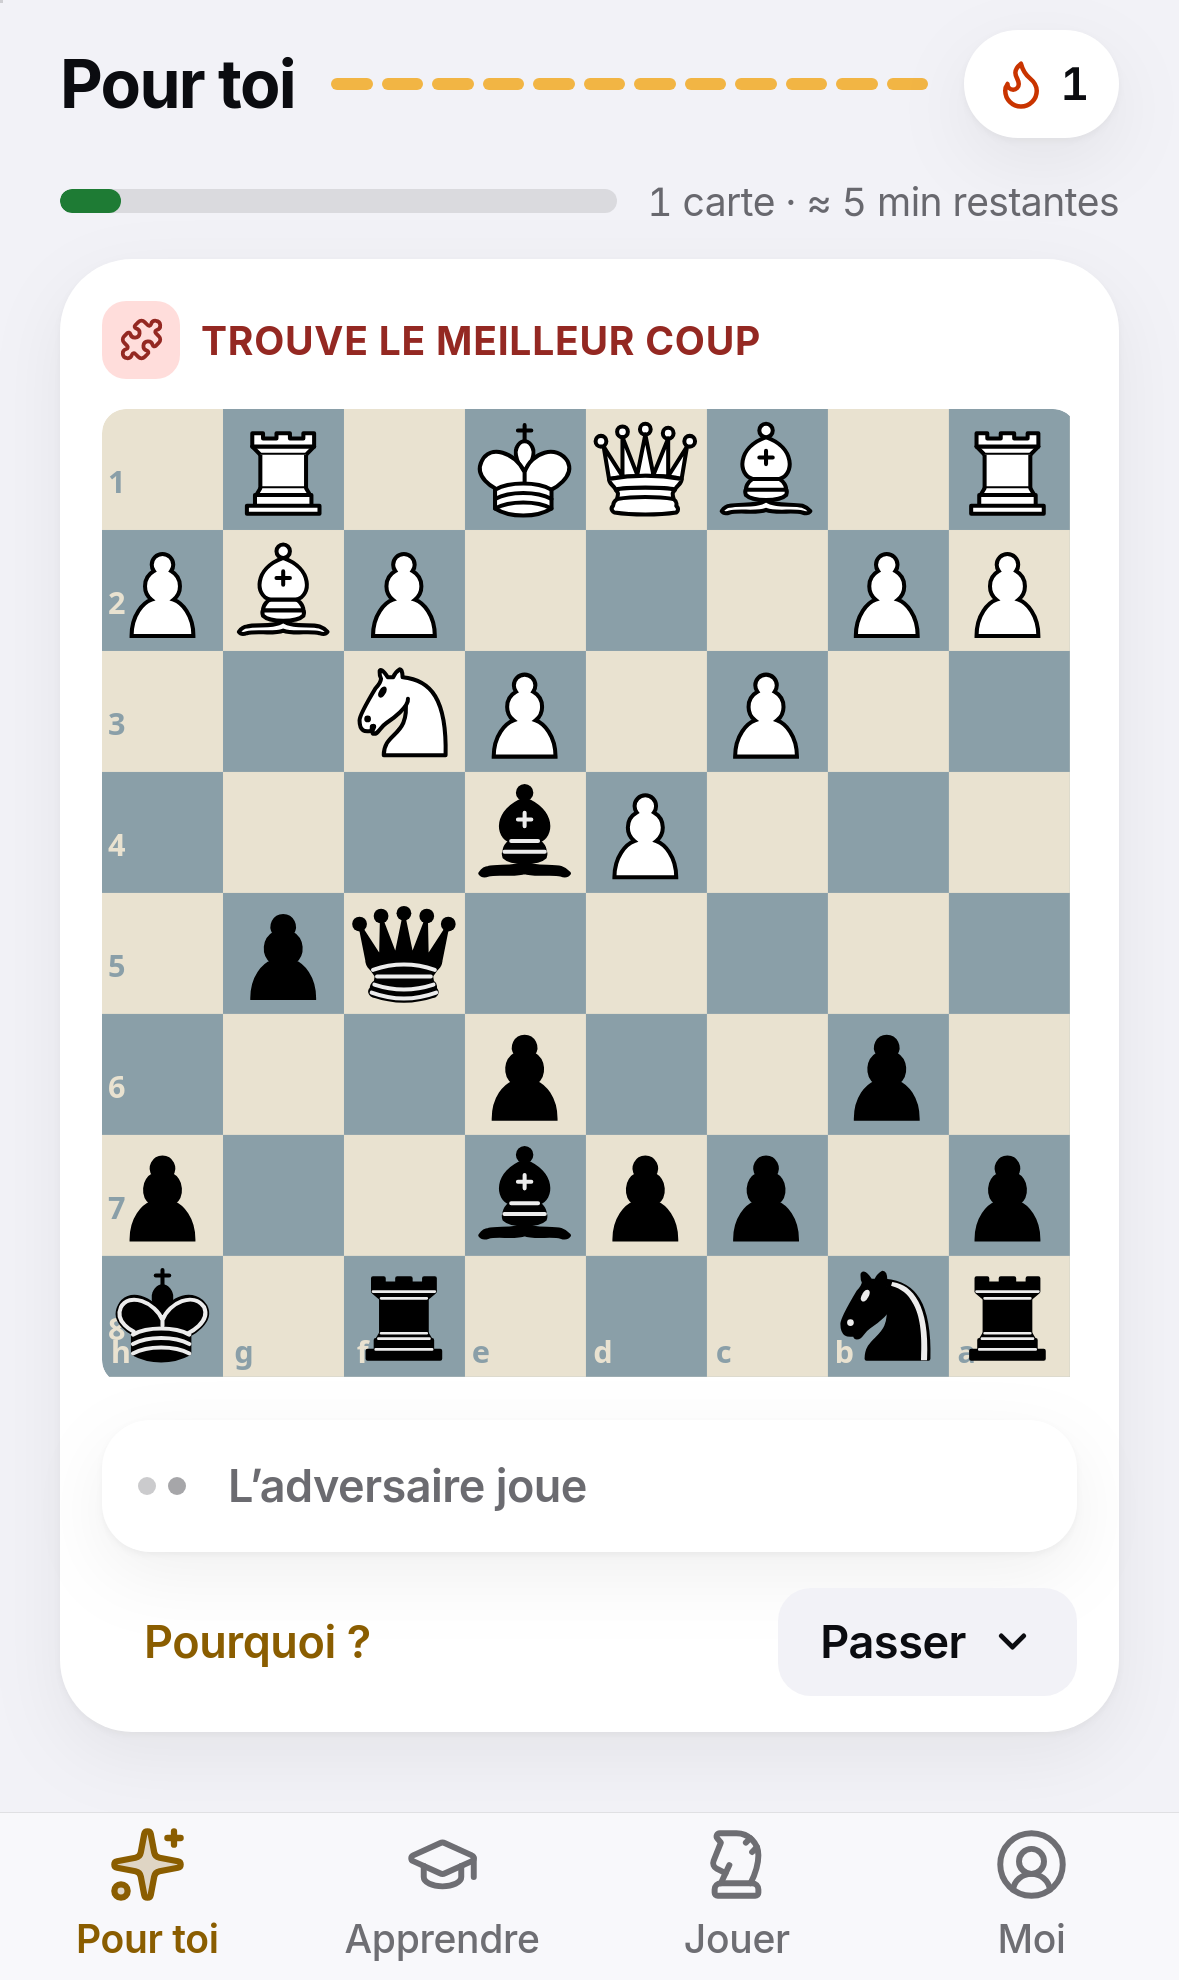 Pour toi
1
1 carte · ≈ 5 min restantes
TROUVE LE MEILLEUR COUP
1
2
3
4
5
6
7
8
h g f e d c b a
L’adversaire joue
Pourquoi ?
Passer
Pour toi
Apprendre
Jouer
Moi